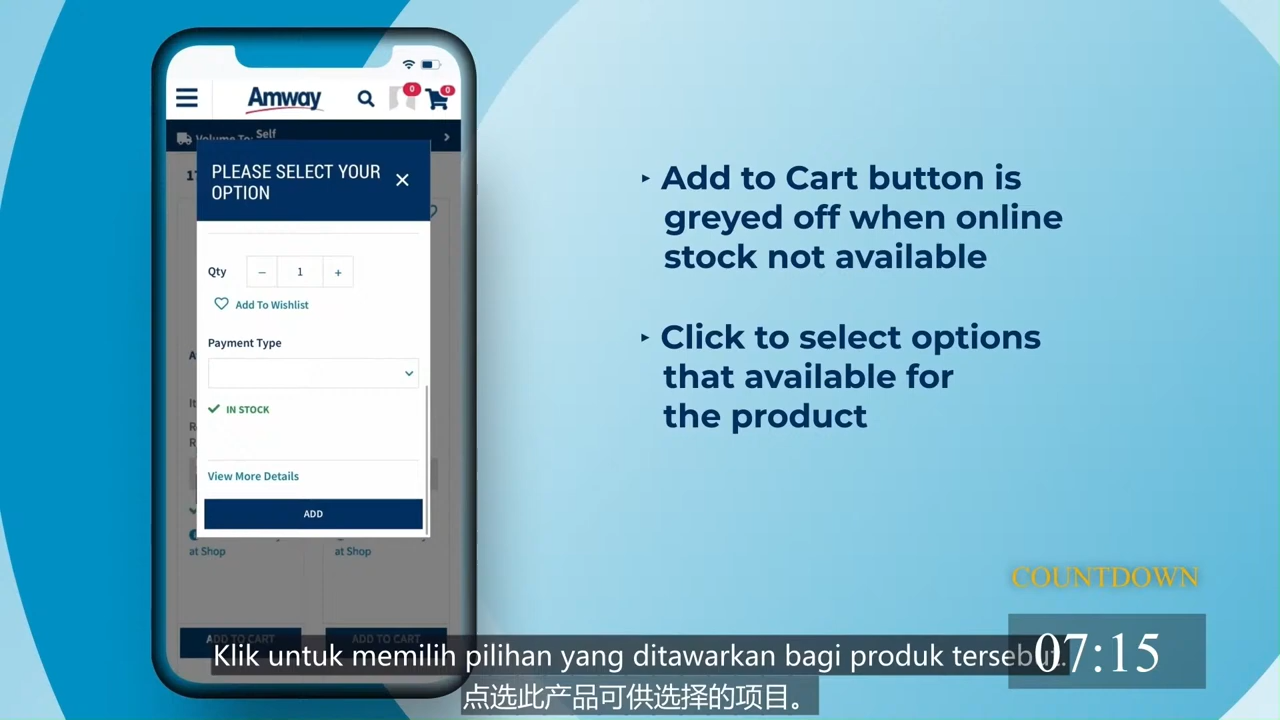 Amway
0
0
Volume To: Self
PLEASE SELECT YOUR
OPTION
Qty
1
Add To Wishlist
Payment Type
IN STOCK
View More Details
ADD
at Shop
at Shop
ADD TO CART
ADD TO CART
▸ Add to Cart button is
greyed off when online
stock not available
▸ Click to select options
that available for
the product
COUNTDOWN
07:15
Klik untuk memilih pilihan yang ditawarkan bagi produk tersebut.
点选此产品可供选择的项目。